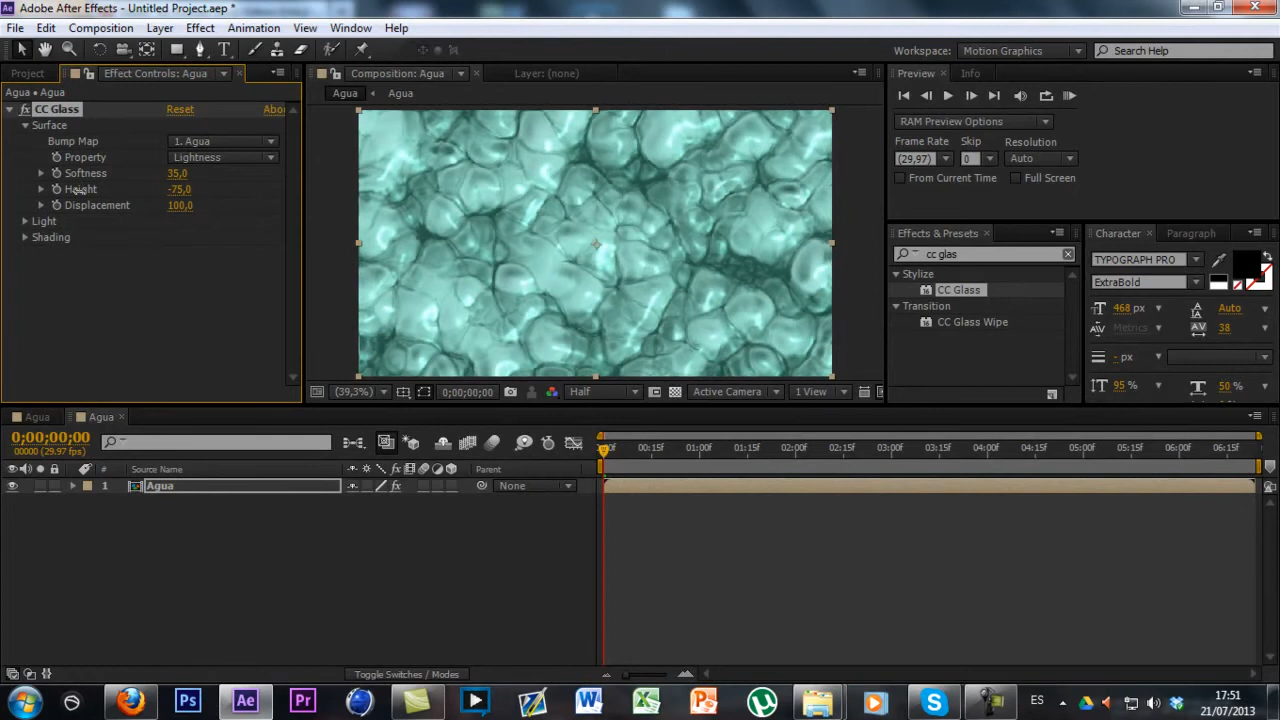 Adobe After Effects - Untitled Project.aep *
File Edit Composition Layer Effect Animation View Window Help
Workspace: Motion Graphics Search Help
Project Effect Controls: Agua Composition: Agua Layer: (none) Preview Info
Agua • Agua
Agua Agua
fx CC Glass Reset Abou
Surface
Bump Map 1. Agua
Property Lightness
Softness 35,0
Height -75,0
Displacement 100,0
Light
Shading
RAM Preview Options
Frame Rate Skip Resolution
(29,97) 0 Auto
From Current Time Full Screen
Effects & Presets
cc glas
Stylize
CC Glass
Transition
CC Glass Wipe
Character Paragraph
TYPOGRAPH PRO
ExtraBold
468 px Auto
Metrics 38
- px
95 % 50 %
(39,3%) 0;00;00;00 Half Active Camera 1 View
Agua Agua
0;00;00;00
00000 (29.97 fps)
:00f 00:15f 01:00f 01:15f 02:00f 02:15f 03:00f 03:15f 04:00f 04:15f 05:00f 05:15f 06:00f 06:15f
# Source Name Parent
1 Agua None
Toggle Switches / Modes
Ps Ae Pr
ES
17:51
21/07/2013